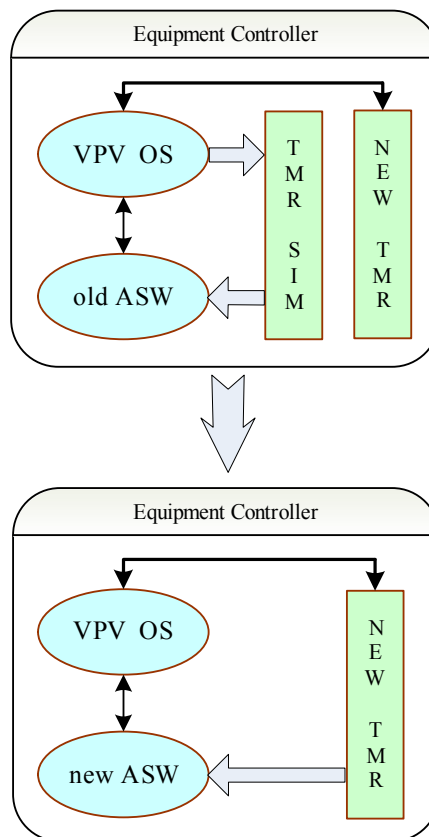 Equipment Controller
VPV OS
old ASW
T
M
R
S
I
M
N
E
W
T
M
R
Equipment Controller
VPV OS
new ASW
N
E
W
T
M
R